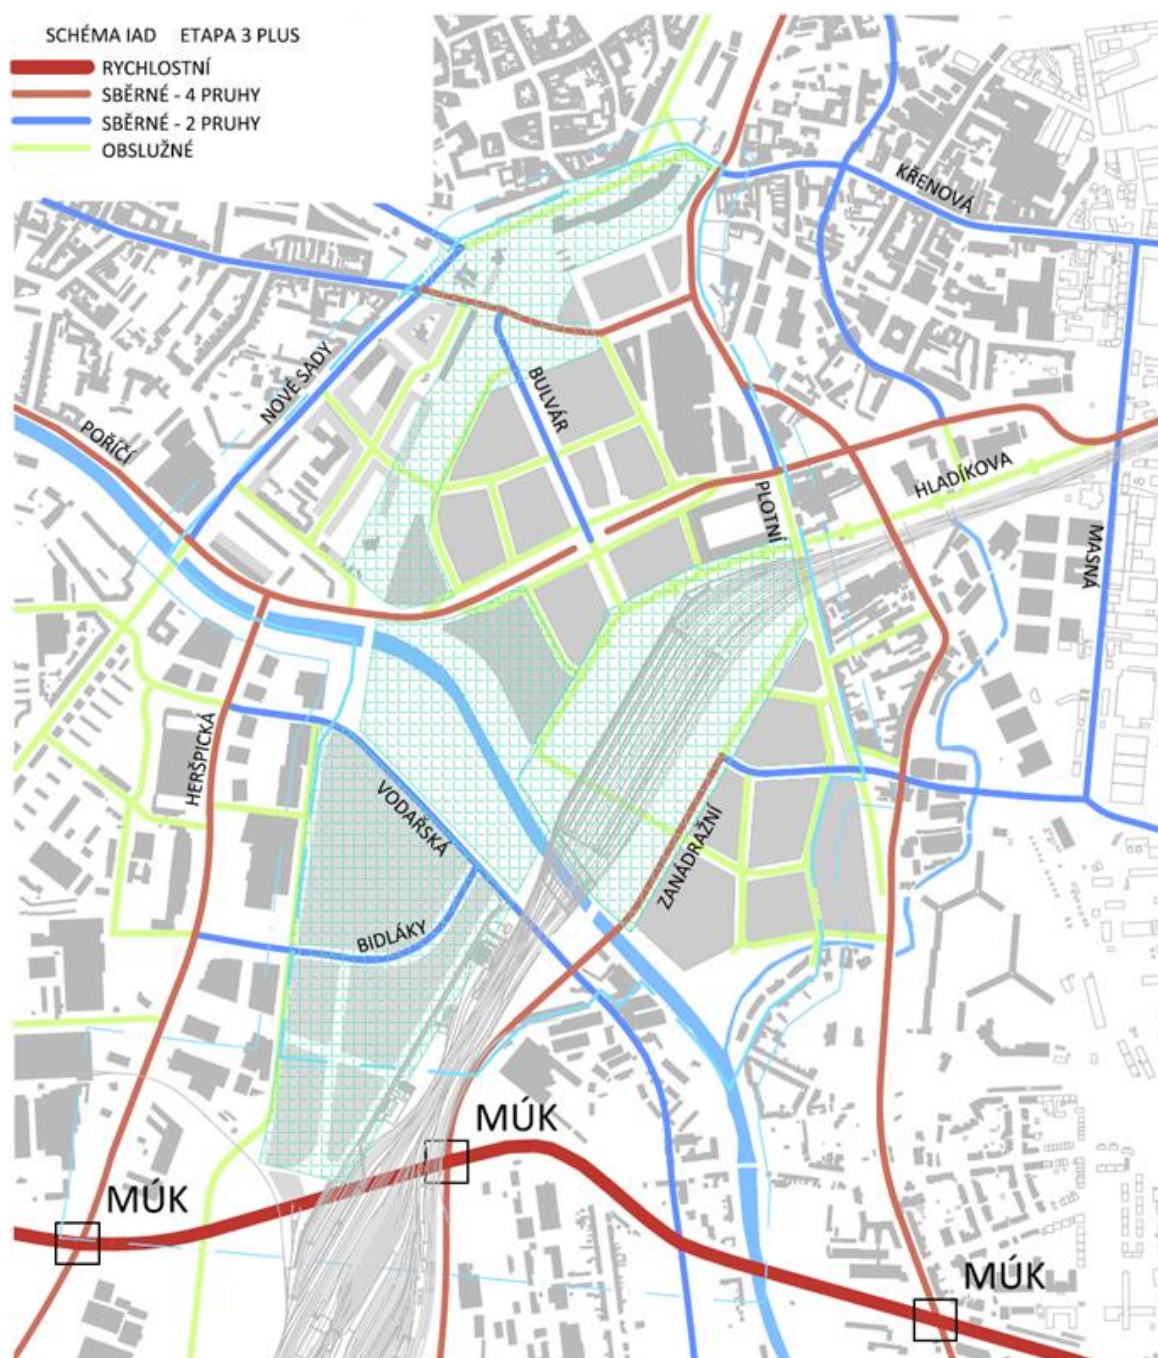 SCHÉMA IAD ETAPA 3 PLUS
RYCHLOSTNÍ
SBĚRNÉ - 4 PRUHY
SBĚRNÉ - 2 PRUHY
OBSLUŽNÉ
KŘENOVÁ
NOVÉ SADY
BULVÁR
POŘÍČÍ
HLADÍKOVA
PLOTNÍ
MASNÁ
HERŠPICKÁ
VODAŘSKÁ
ZANÁDRAŽNÍ
BIDLÁKY
MÚK
MÚK
MÚK